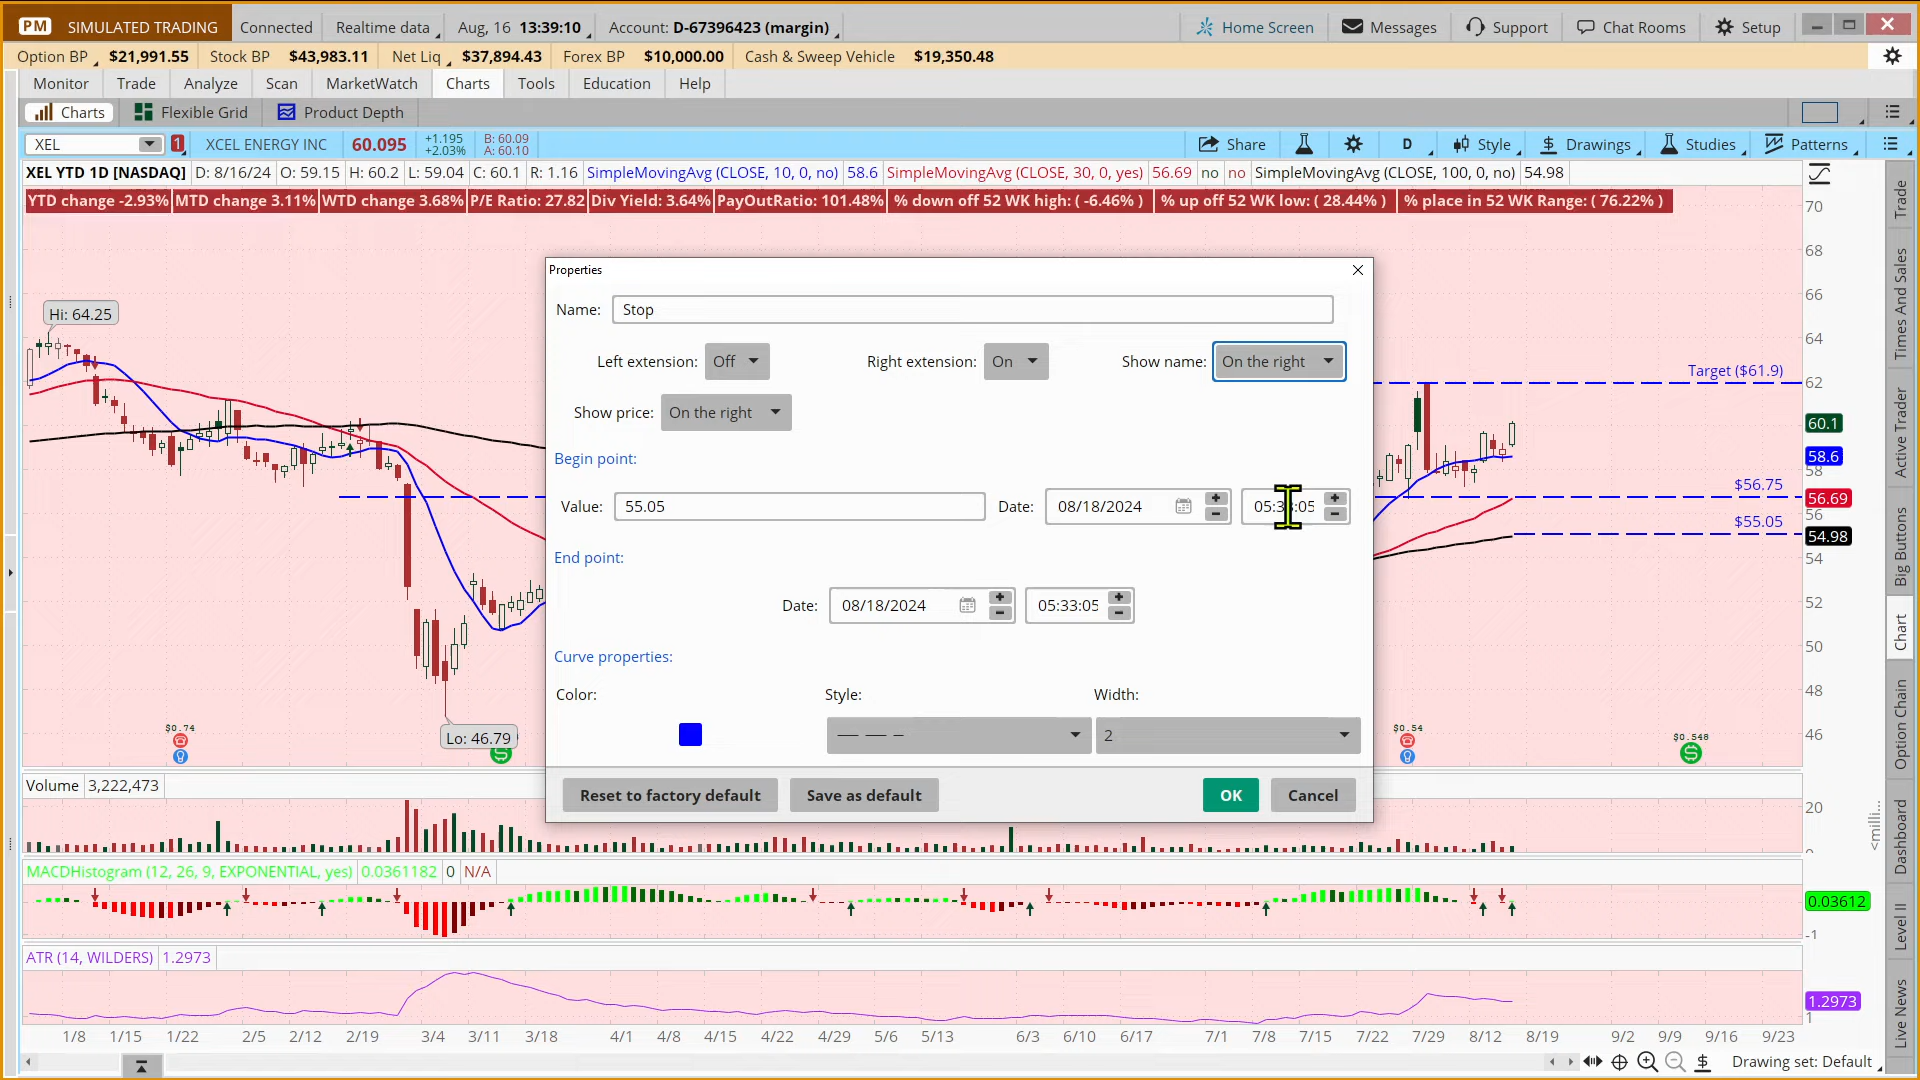 PM SIMULATED TRADING Connected Realtime data Aug, 16 13:39:10 Account: D-67396423 (margin) Home Screen Messages Support Chat Rooms Setup
Option BP $21,991.55 Stock BP $43,983.11 Net Liq $37,894.43 Forex BP $10,000.00 Cash & Sweep Vehicle $19,350.48
Monitor Trade Analyze Scan MarketWatch Charts Tools Education Help
Charts Flexible Grid Product Depth
XEL 1 XCEL ENERGY INC 60.095 +1.195 B: 60.09 Share D Style Drawings Studies Patterns
+2.03% A: 60.10
XEL YTD 1D [NASDAQ] D: 8/16/24 O: 59.15 H: 60.2 L: 59.04 C: 60.1 R: 1.16 SimpleMovingAvg (CLOSE, 10, 0, no) 58.6 SimpleMovingAvg (CLOSE, 30, 0, yes) 56.69 no no SimpleMovingAvg (CLOSE, 100, 0, no) 54.98
YTD change -2.93% MTD change 3.11% WTD change 3.68% P/E Ratio: 27.82 Div Yield: 3.64% PayOutRatio: 101.48% % down off 52 WK high: ( -6.46% ) % up off 52 WK low: ( 28.44% ) % place in 52 WK Range: ( 76.22% )
70
68
66
64
62
60.1
58.6
58
56.69
56
54.98
54
52
50
48
46
Hi: 64.25
Lo: 46.79
Target ($61.9)
$56.75
$55.05
$0.74
$0.54
$0.548
Properties
Name: Stop
Left extension: Off Right extension: On Show name: On the right
Show price: On the right
Begin point:
Value: 55.05 Date: 08/18/2024 05:33:05
End point:
Date: 08/18/2024 05:33:05
Curve properties:
Color: Style: Width:
2
Reset to factory default Save as default OK Cancel
Volume 3,222,473
20
0
<milli...
MACDHistogram (12, 26, 9, EXPONENTIAL, yes) 0.0361182 0 N/A
0.03612
-1
ATR (14, WILDERS) 1.2973
1.2973
1
1/8 1/15 1/22 2/5 2/12 2/19 3/4 3/11 3/18 4/1 4/8 4/15 4/22 4/29 5/6 5/13 6/3 6/10 6/17 7/1 7/8 7/15 7/22 7/29 8/12 8/19 9/2 9/9 9/16 9/23
Drawing set: Default
Trade
Times And Sales
Active Trader
Big Buttons
Chart
Option Chain
Dashboard
Level II
Live News